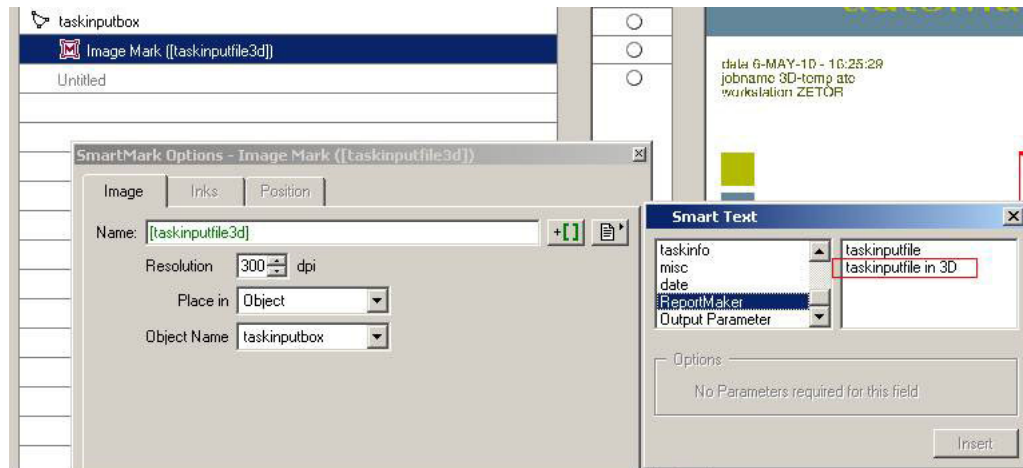 taskinputbox
Image Mark ([taskinputfile3d])
Untitled
date 6-MAY-10 - 16:25:29
jobname 3D-temp ate
workstation ZETOR
SmartMark Options - Image Mark ([taskinputfile3d])
Image Inks Position
Name: [taskinputfile3d] +[]
Resolution 300 dpi
Place in Object
Object Name taskinputbox
Smart Text
taskinfo
misc
date
ReportMaker
Output Parameter
taskinputfile
taskinputfile in 3D
Options
No Parameters required for this field
Insert